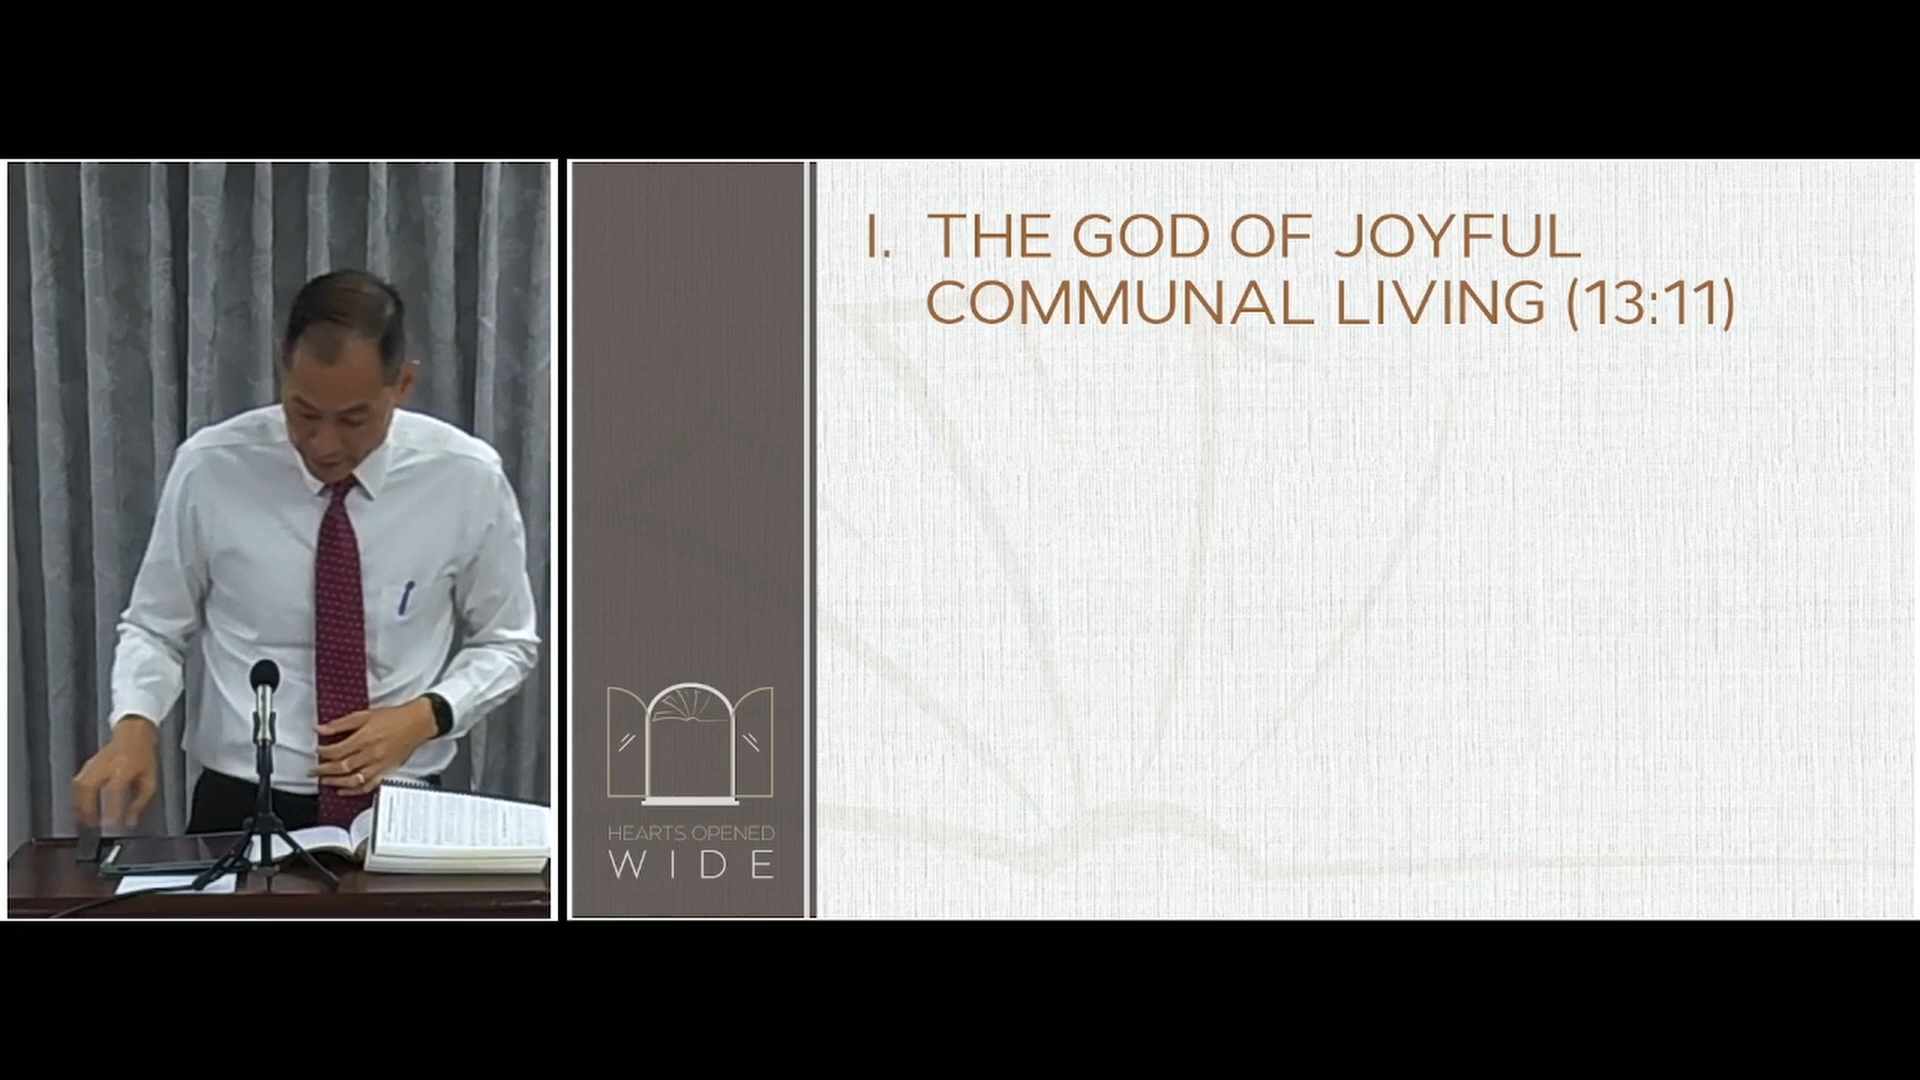 I. THE GOD OF JOYFUL
COMMUNAL LIVING (13:11)
HEARTS OPENED
WIDE